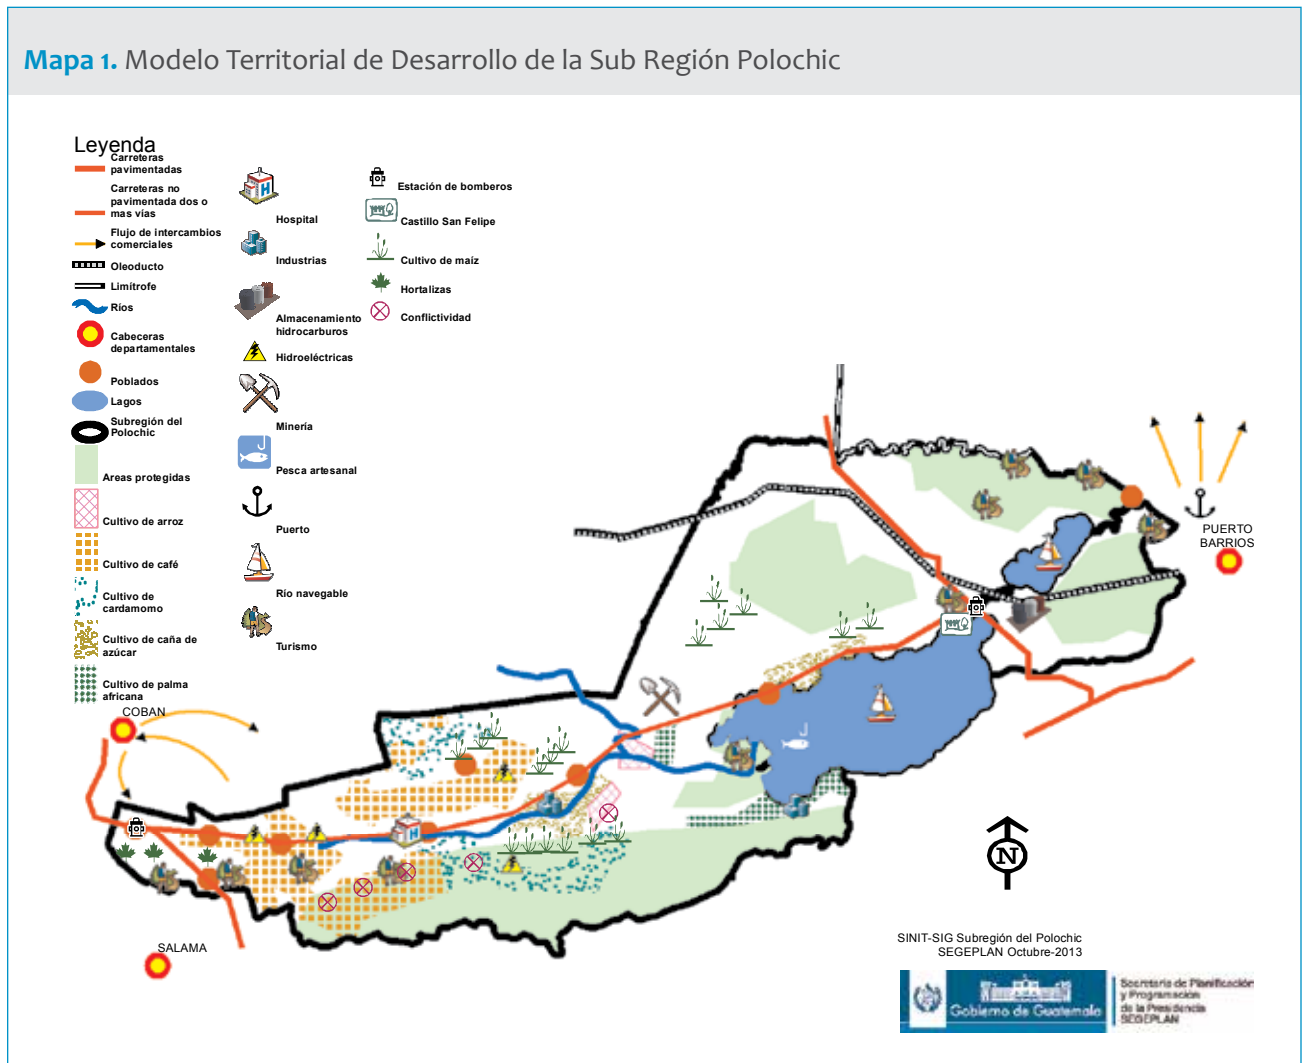 Mapa 1. Modelo Territorial de Desarrollo de la Sub Región Polochic
Leyenda
Carreteras
pavimentadas
Carreteras no
pavimentada dos o
mas vías
Flujo de intercambios
comerciales
Oleoducto
Limítrofe
Ríos
Cabeceras
departamentales
Poblados
Lagos
Subregión del
Polochic
Areas protegidas
Cultivo de arroz
Cultivo de café
Cultivo de
cardamomo
Cultivo de caña de
azúcar
Cultivo de palma
africana
H
Hospital
Industrias
Almacenamiento
hidrocarburos
Hidroeléctricas
Minería
Pesca artesanal
Puerto
Río navegable
Turismo
Estación de bomberos
Castillo San Felipe
Cultivo de maíz
Hortalizas
Conflictividad
PUERTO
BARRIOS
COBAN
H
SALAMA
N
SINIT-SIG Subregión del Polochic
SEGEPLAN Octubre-2013
Gobierno de Guatemala
Secretaría de Planificación
y Programación
de la Presidencia
SEGEPLAN